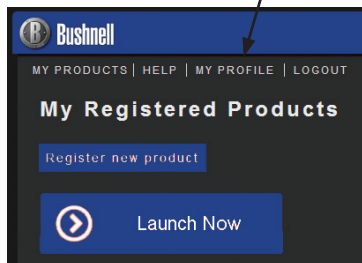 B Bushnell
MY PRODUCTS | HELP | MY PROFILE | LOGOUT
My Registered Products
Register new product
Launch Now